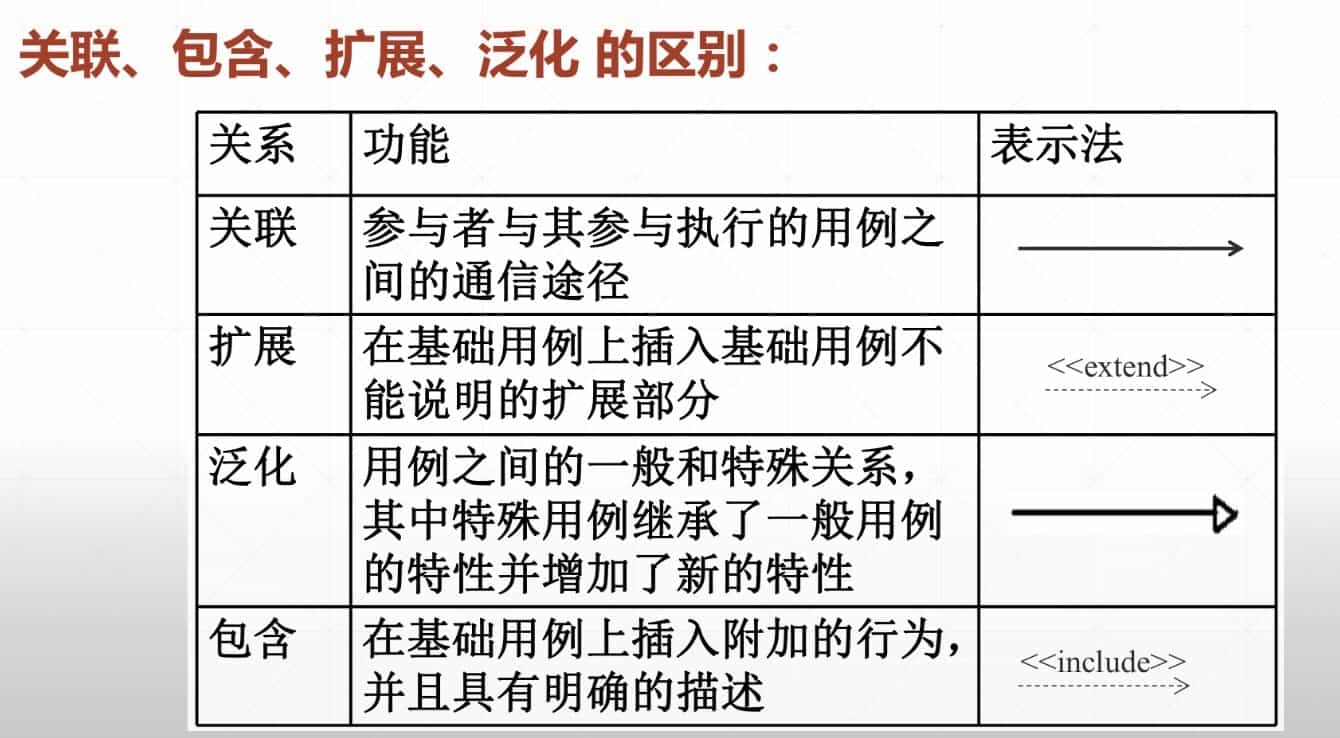 关联、包含、扩展、泛化 的区别：
关系 功能 表示法
关联 参与者与其参与执行的用例之
间的通信途径
扩展 在基础用例上插入基础用例不
能说明的扩展部分
<<extend>>
泛化 用例之间的一般和特殊关系，
其中特殊用例继承了一般用例
的特性并增加了新的特性
包含 在基础用例上插入附加的行为，
并且具有明确的描述
<<include>>